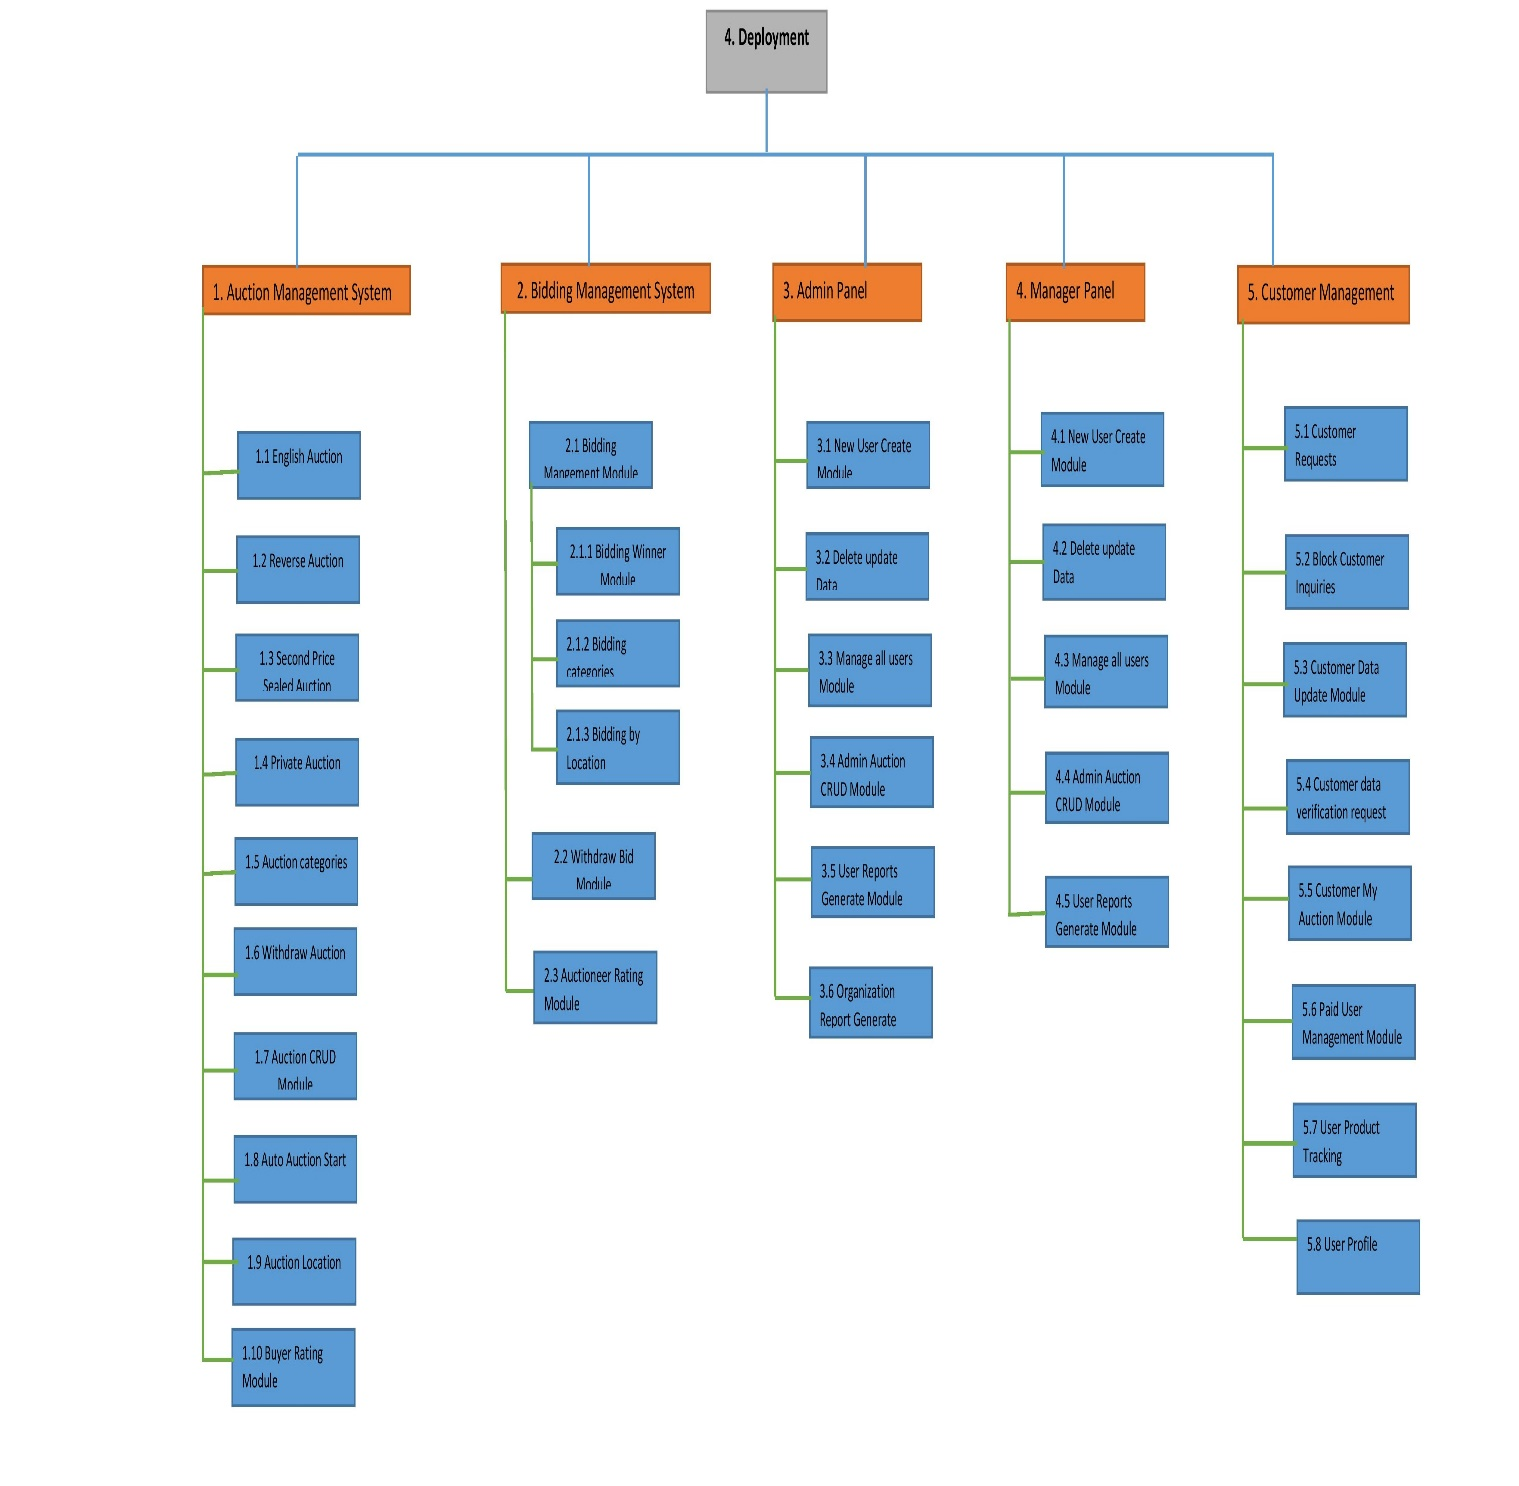 4. Deployment
1. Auction Management System
1.1 English Auction
1.2 Reverse Auction
1.3 Second Price
Sealed Auction
1.4 Private Auction
1.5 Auction categories
1.6 Withdraw Auction
1.7 Auction CRUD
Module
1.8 Auto Auction Start
1.9 Auction Location
1.10 Buyer Rating
Module
2. Bidding Management System
2.1 Bidding
Mangement Module
2.1.1 Bidding Winner
Module
2.1.2 Bidding
categories
2.1.3 Bidding by
Location
2.2 Withdraw Bid
Module
2.3 Auctioneer Rating
Module
3. Admin Panel
3.1 New User Create
Module
3.2 Delete update
Data
3.3 Manage all users
Module
3.4 Admin Auction
CRUD Module
3.5 User Reports
Generate Module
3.6 Organization
Report Generate
4. Manager Panel
4.1 New User Create
Module
4.2 Delete update
Data
4.3 Manage all users
Module
4.4 Admin Auction
CRUD Module
4.5 User Reports
Generate Module
5. Customer Management
5.1 Customer
Requests
5.2 Block Customer
Inquiries
5.3 Customer Data
Update Module
5.4 Customer data
verification request
5.5 Customer My
Auction Module
5.6 Paid User
Management Module
5.7 User Product
Tracking
5.8 User Profile